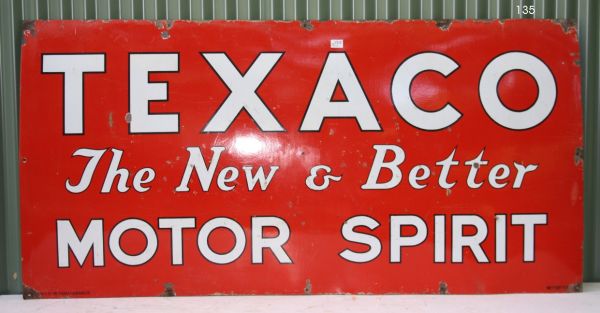 135
TEXACO
The New & Better
MOTOR SPIRIT